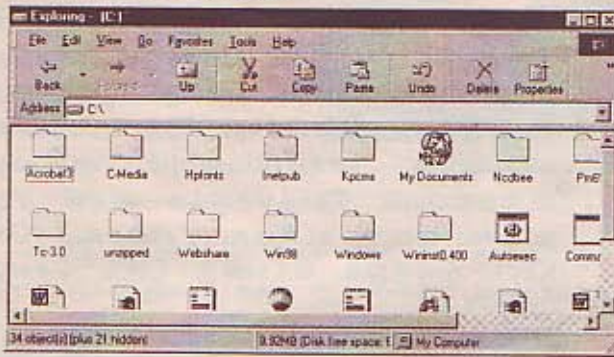 Exploring - (C:)
File Edit View Go Favorites Tools Help
Back Forward Up Cut Copy Paste Undo Delete Properties
Address C:\
Acrobat3 C-Media Hpfonts Inetpub Kpcms My Documents Ncdbee
Tc-3.0 unzapped Webshare Win98 Windows Wininst0.400 Autoexec Comma
34 object(s) (plus 21 hidden) 9.92MB (Disk free space: My Computer